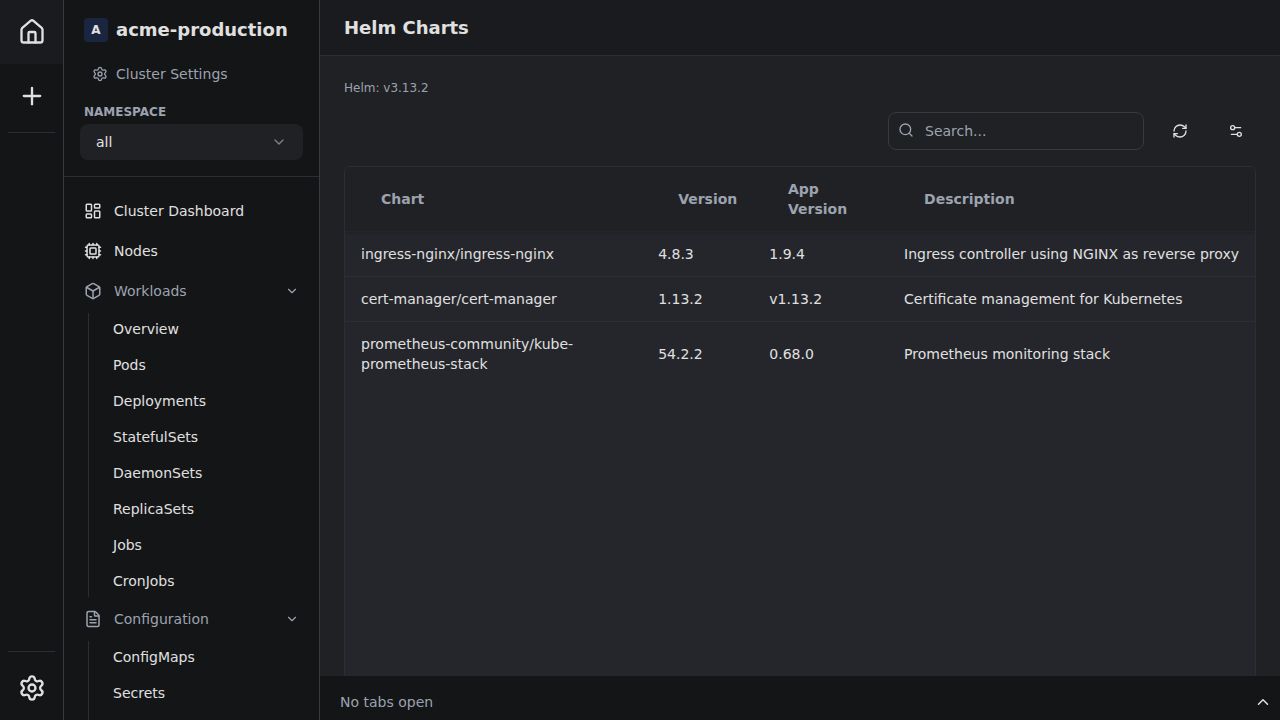 A acme-production
Cluster Settings
NAMESPACE
all
Cluster Dashboard
Nodes
Workloads
Overview
Pods
Deployments
StatefulSets
DaemonSets
ReplicaSets
Jobs
CronJobs
Configuration
ConfigMaps
Secrets
Helm Charts
Helm: v3.13.2
Search...
Chart Version App Version Description
ingress-nginx/ingress-nginx 4.8.3 1.9.4 Ingress controller using NGINX as reverse proxy
cert-manager/cert-manager 1.13.2 v1.13.2 Certificate management for Kubernetes
prometheus-community/kube-
prometheus-stack 54.2.2 0.68.0 Prometheus monitoring stack
No tabs open